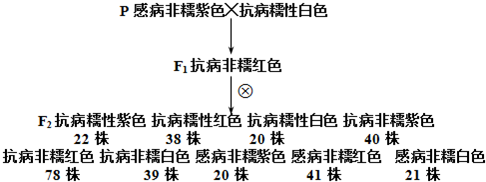 P 感病非糯紫色╳抗病糯性白色
F₁ 抗病非糯红色
⊗
F₂ 抗病糯性紫色 抗病糯性红色 抗病糯性白色 抗病非糯紫色
22 株 38 株 20 株 40 株
抗病非糯红色 抗病非糯白色 感病非糯紫色 感病非糯红色 感病非糯白色
78 株 39 株 20 株 41 株 21 株